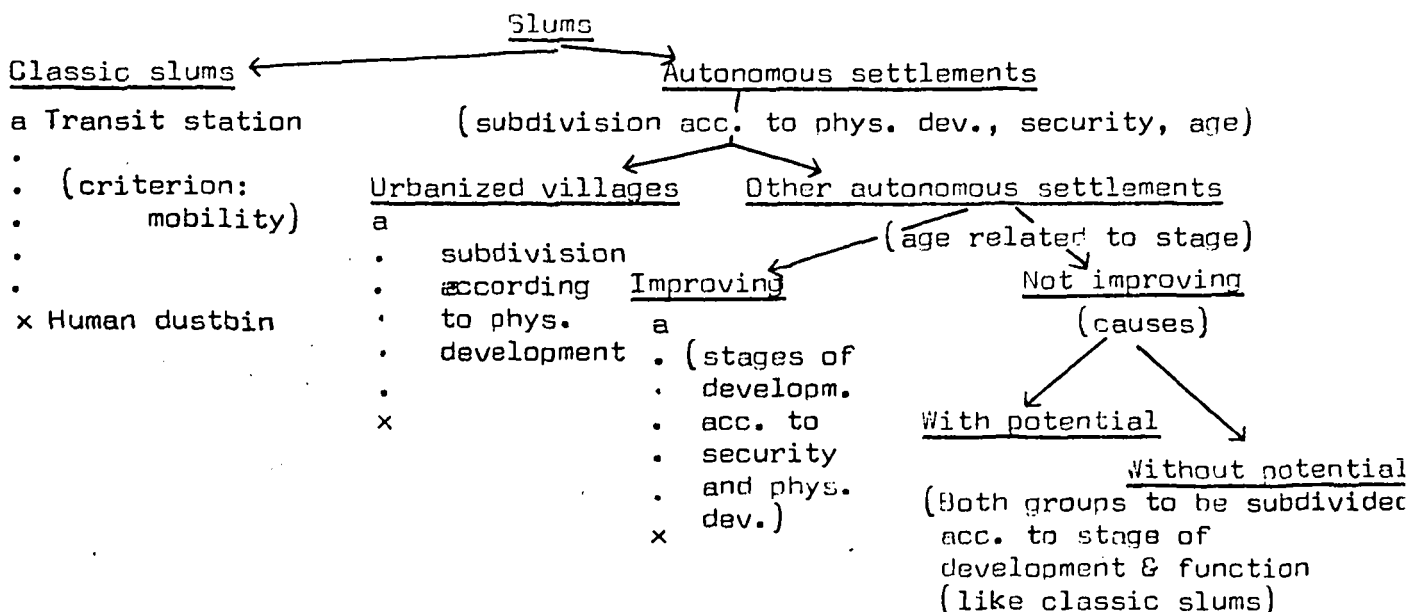 Slums
Classic slums
Autonomous settlements
a Transit station
(subdivision acc. to phys. dev., security, age)
(criterion:
mobility)
x Human dustbin
Urbanized villages
a
subdivision
according
to phys.
development
x
Other autonomous settlements
(age related to stage)
Improving
a
(stages of
developm.
acc. to
security
and phys.
dev.)
x
Not improving
(causes)
With potential
Without potential
(Both groups to be subdivided
acc. to stage of
development & function
(like classic slums)